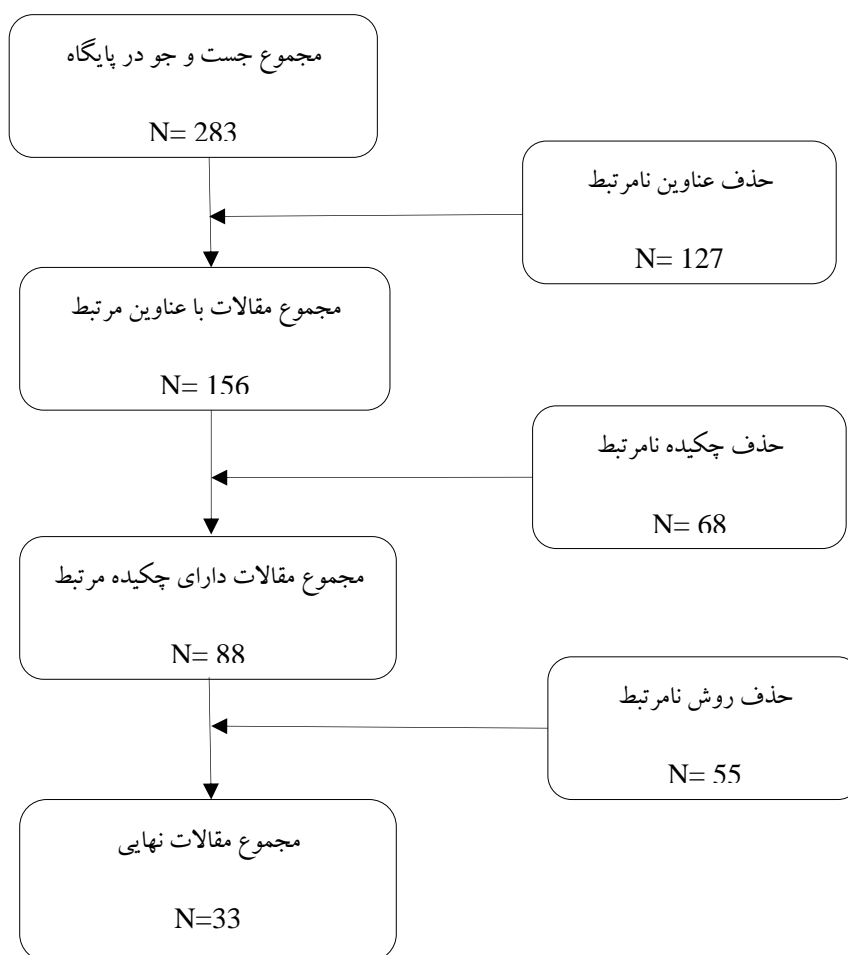 مجموع جست و جو در پایگاه
N= 283
حذف عناوین نامرتبط
N= 127
مجموع مقالات با عناوین مرتبط
N= 156
حذف چکیده نامرتبط
N= 68
مجموع مقالات دارای چکیده مرتبط
N= 88
حذف روش نامرتبط
N= 55
مجموع مقالات نهایی
N=33